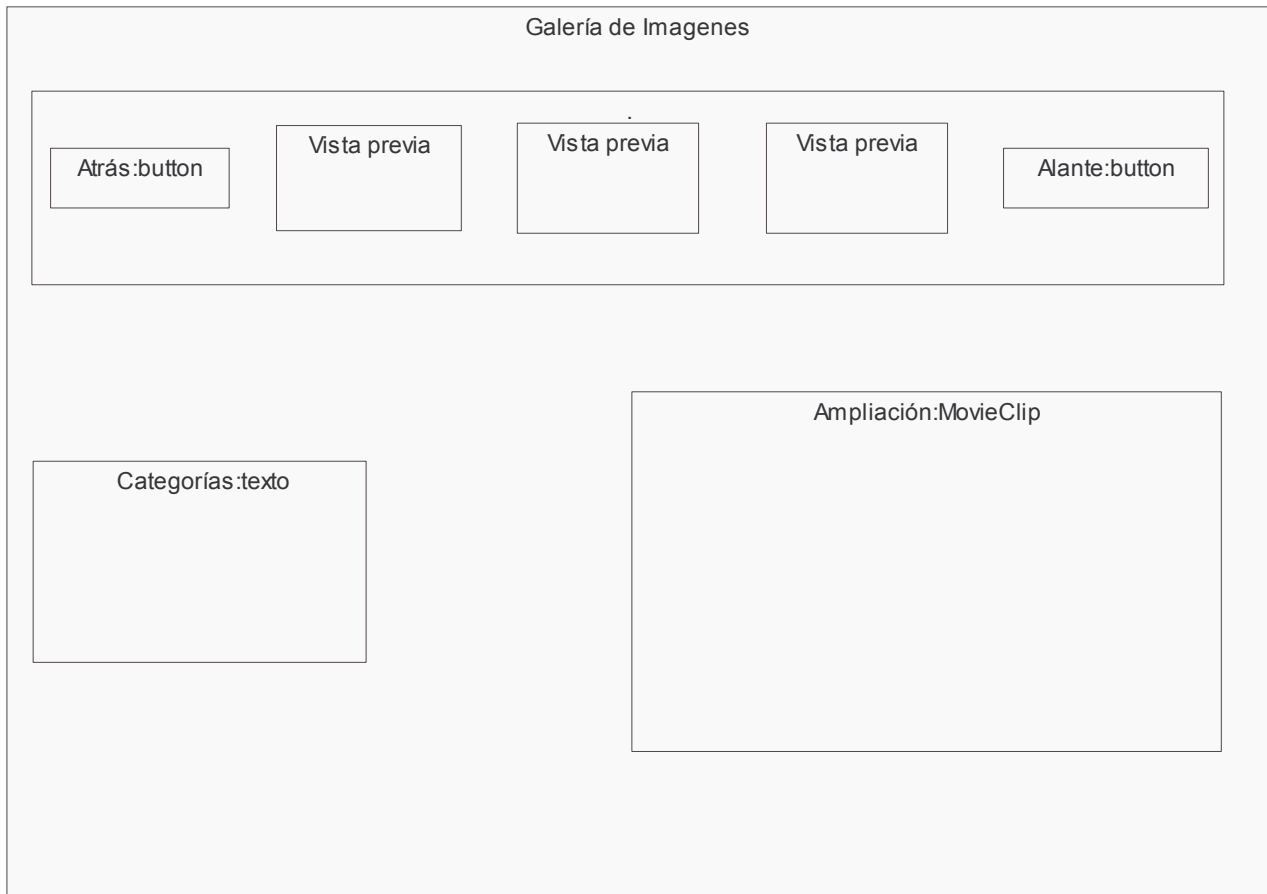 Galería de Imagenes
.
Atrás:button
Vista previa
Vista previa
Vista previa
Alante:button
Ampliación:MovieClip
Categorías:texto